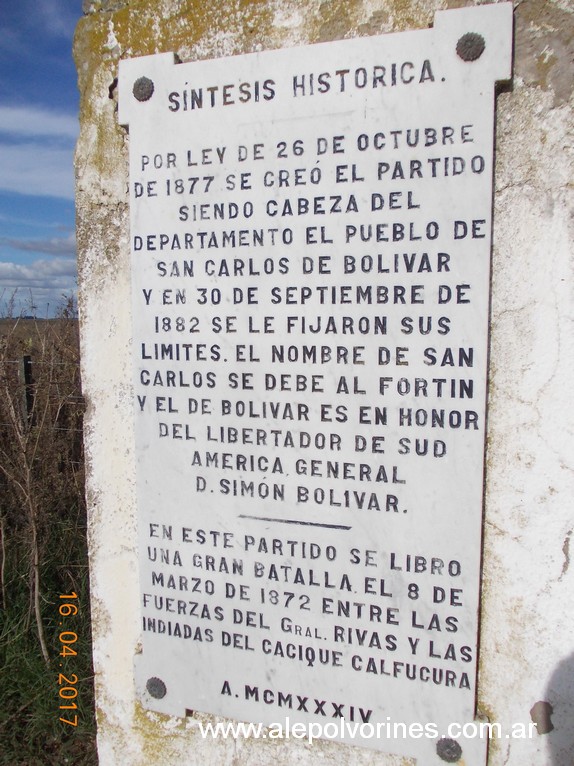 SÍNTESIS HISTÓRICA.
POR LEY DE 26 DE OCTUBRE
DE 1877 SE CREÓ EL PARTIDO
SIENDO CABEZA DEL
DEPARTAMENTO EL PUEBLO DE
SAN CARLOS DE BOLIVAR
Y EN 30 DE SEPTIEMBRE DE
1882 SE LE FIJARON SUS
LIMITES. EL NOMBRE DE SAN
CARLOS SE DEBE AL FORTIN
Y EL DE BOLIVAR ES EN HONOR
DEL LIBERTADOR DE SUD
AMERICA, GENERAL
D. SIMÓN BOLIVAR.
EN ESTE PARTIDO SE LIBRO
UNA GRAN BATALLA, EL 8 DE
MARZO DE 1872 ENTRE LAS
FUERZAS DEL GRAL. RIVAS Y LAS
INDIADAS DEL CACIQUE CALFUCURA
A. MCMXXXIV
16.04.2017
www.alepolvorines.com.ar